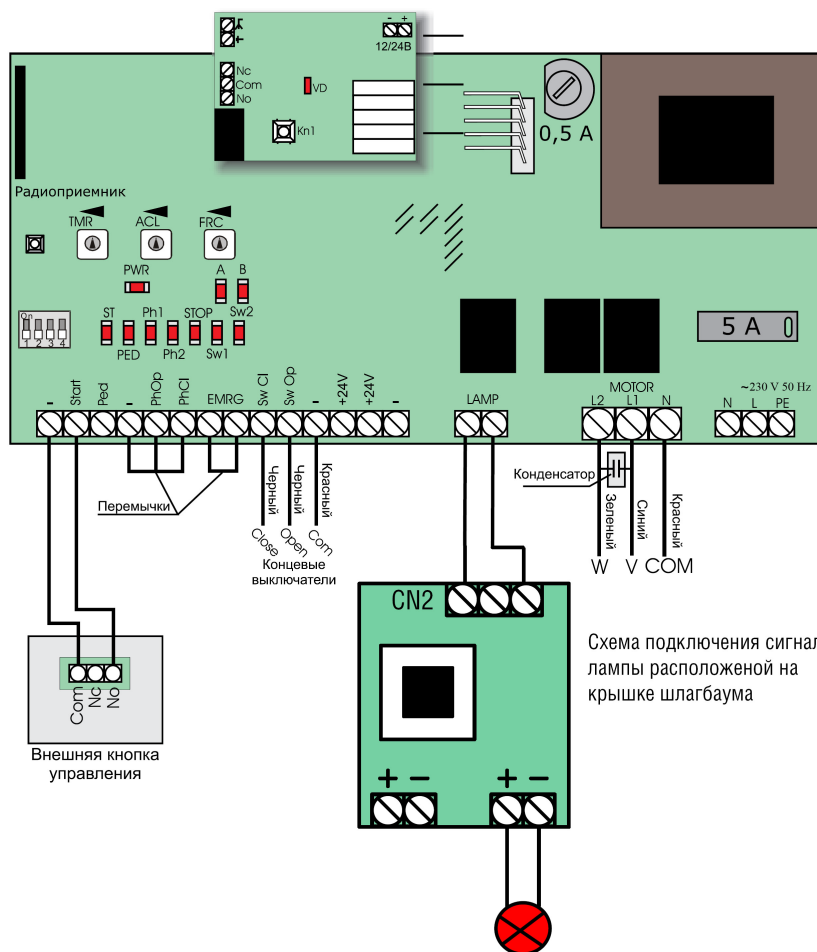 - +
12/24В
Nc
Com
No
VD
Kn1
0,5 A
Радиоприемник
TMR ACL FRC
PWR A B
On
1 2 3 4
ST Ph1 STOP Sw2
PED Ph2 Sw1
5 A
- Start Ped - PhOp PhCl EMRG Sw Cl Sw Op - +24V +24V -
LAMP
MOTOR
L2 L1 N
~230 V 50 Hz
N L PE
Перемычки
Черный
Черный
Красный
Close
Open
Com
Концевые
выключатели
Конденсатор
Зеленый
Синий
Красный
W V COM
CN2
Схема подключения сигнал
лампы расположеной на
крышке шлагбаума
Com
Nc
No
Внешняя кнопка
управления
+ - + -